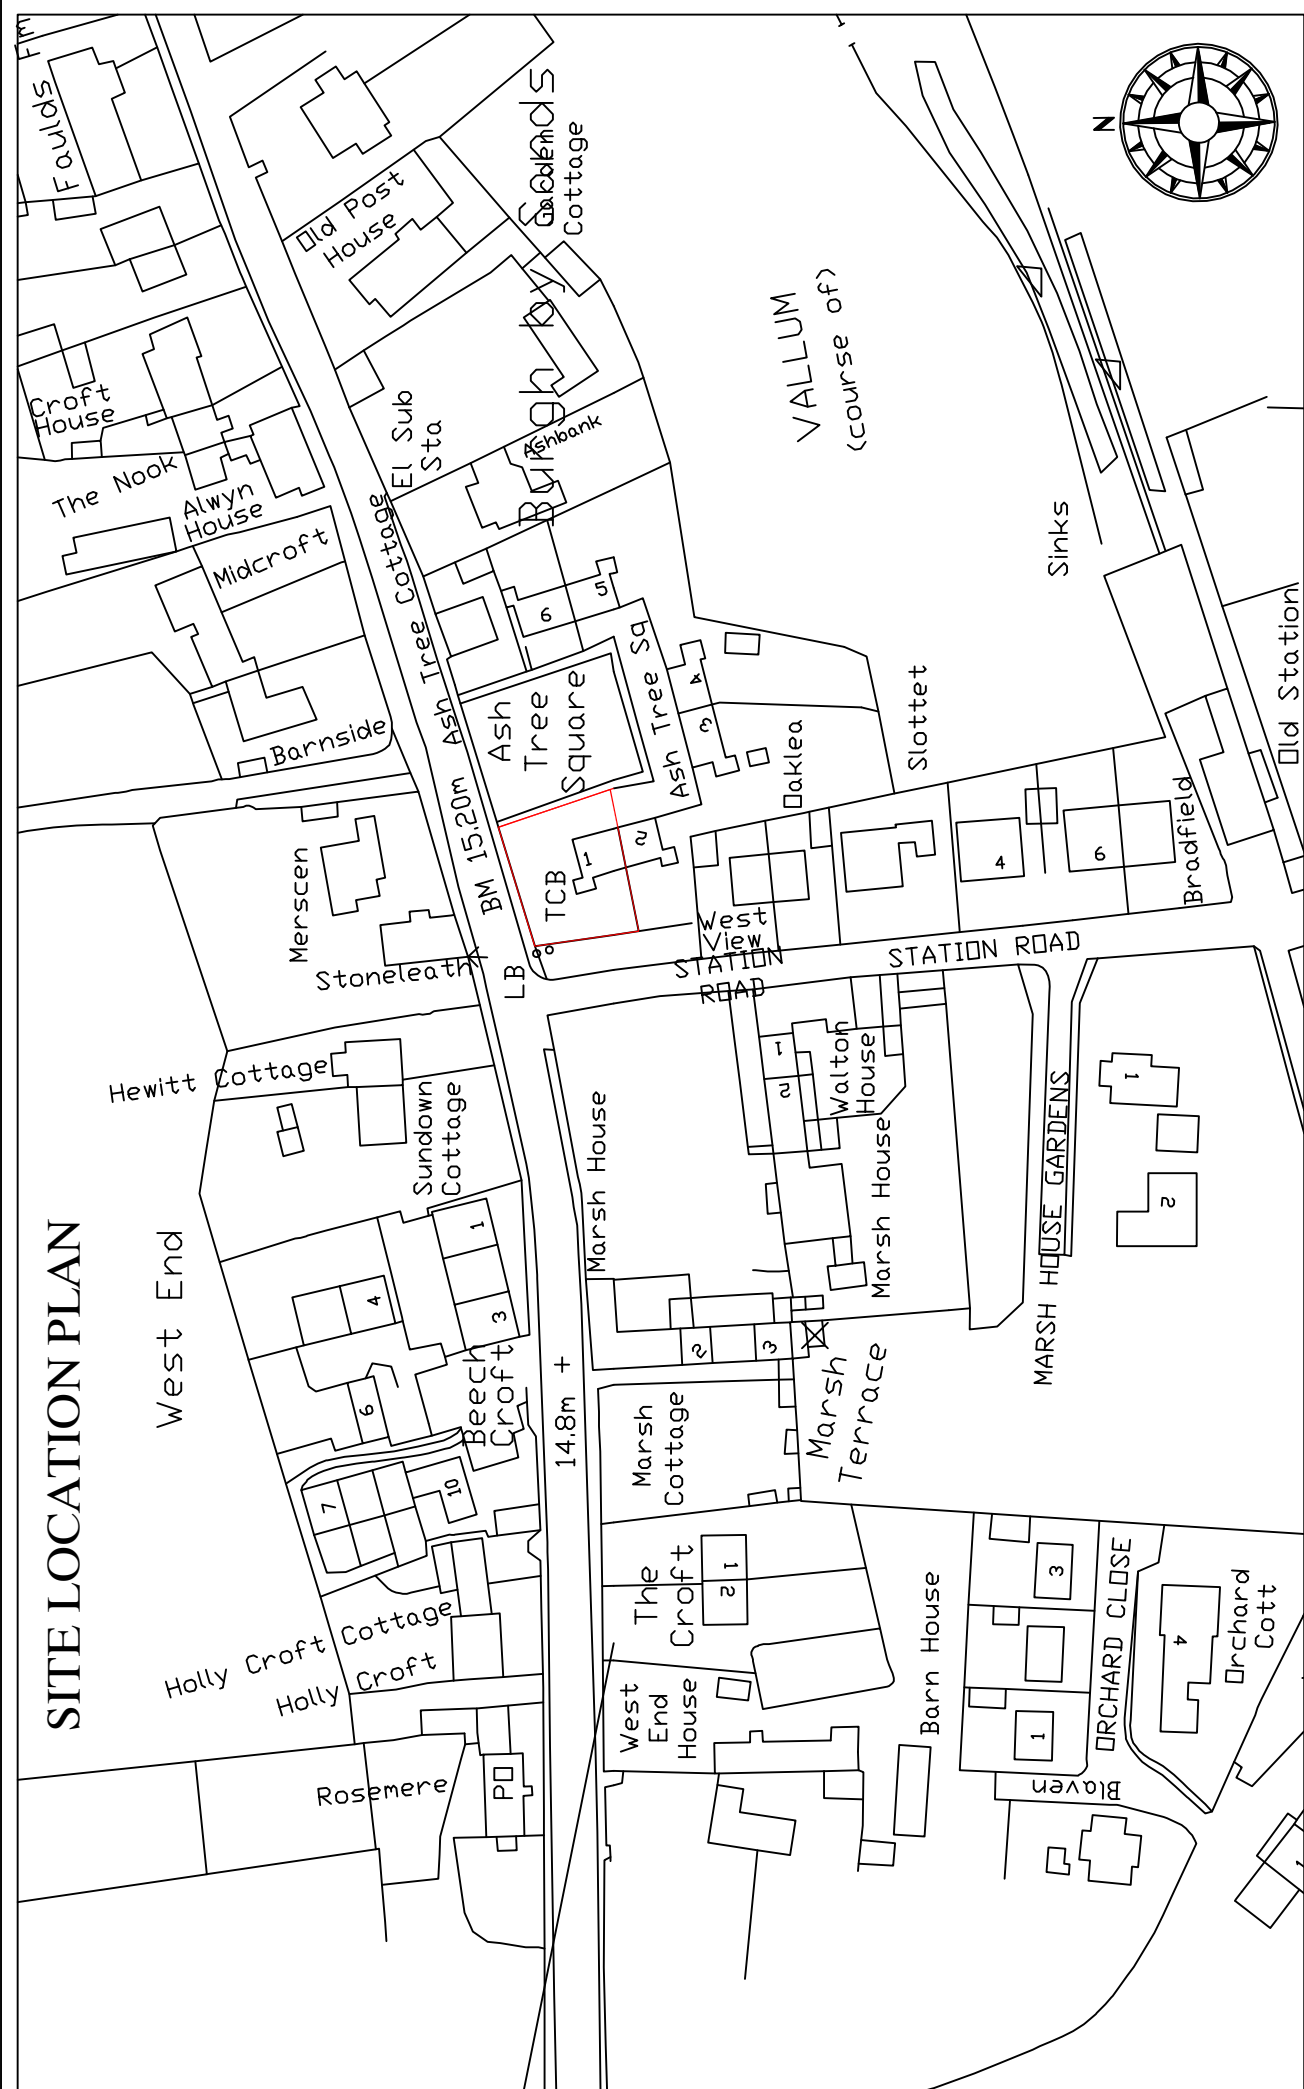 SITE LOCATION PLAN
N
Faulds
Old Post
House
Burgh by Sands
Gardens
Cottage
Croft
House
The Nook
Alwyn
House
Midcroft
El Sub
Sta
Ashbank
VALLUM
(course of)
Sinks
Ash Tree Cottage
Barnside
BM 15.20m
Ash
Tree
Square
Ash Tree Sq
6
5
4
3
2
1
TCB
LB
Oaklea
Slottet
Old Station
Bradfield
4
6
Merscen
Stoneleath
West
View
STATION
ROAD
STATION ROAD
Hewitt Cottage
Sundown
Cottage
Marsh House
1
2
Walton
House
Marsh House
MARSH HOUSE GARDENS
1
2
West End
1
3
4
6
7
10
Beech
Croft
14.8m +
2
3
Marsh
Terrace
Marsh
Cottage
The
Croft
1
2
Holly Croft Cottage
Holly Croft
West
End
House
Barn House
3
1
ORCHARD CLOSE
4
Orchard
Cott
Rosemere
PO
Blaven
1